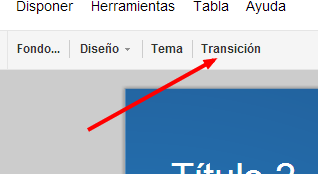 Disponer Herramientas Tabla Ayuda
Fondo... Diseño Tema Transición
Título 2